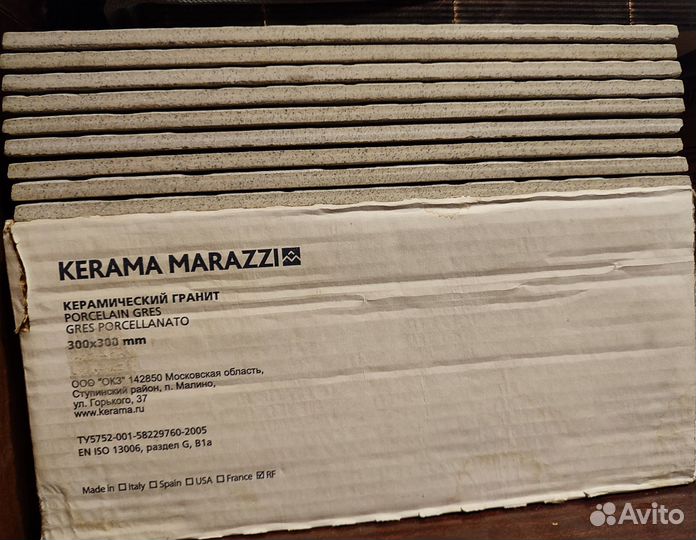 KERAMA MARAZZI
КЕРАМИЧЕСКИЙ ГРАНИТ
PORCELAIN GRES
GRES PORCELLANATO
300x300 mm
ООО "ОКЗ" 142850 Московская область,
Ступинский район, п. Малино,
ул. Горького, 37
www.kerama.ru
ТУ5752-001-58229760-2005
EN ISO 13006, раздел G, B1a
Made in ☐ Italy ☐ Spain ☐ USA ☐ France ☑ RF
Avito